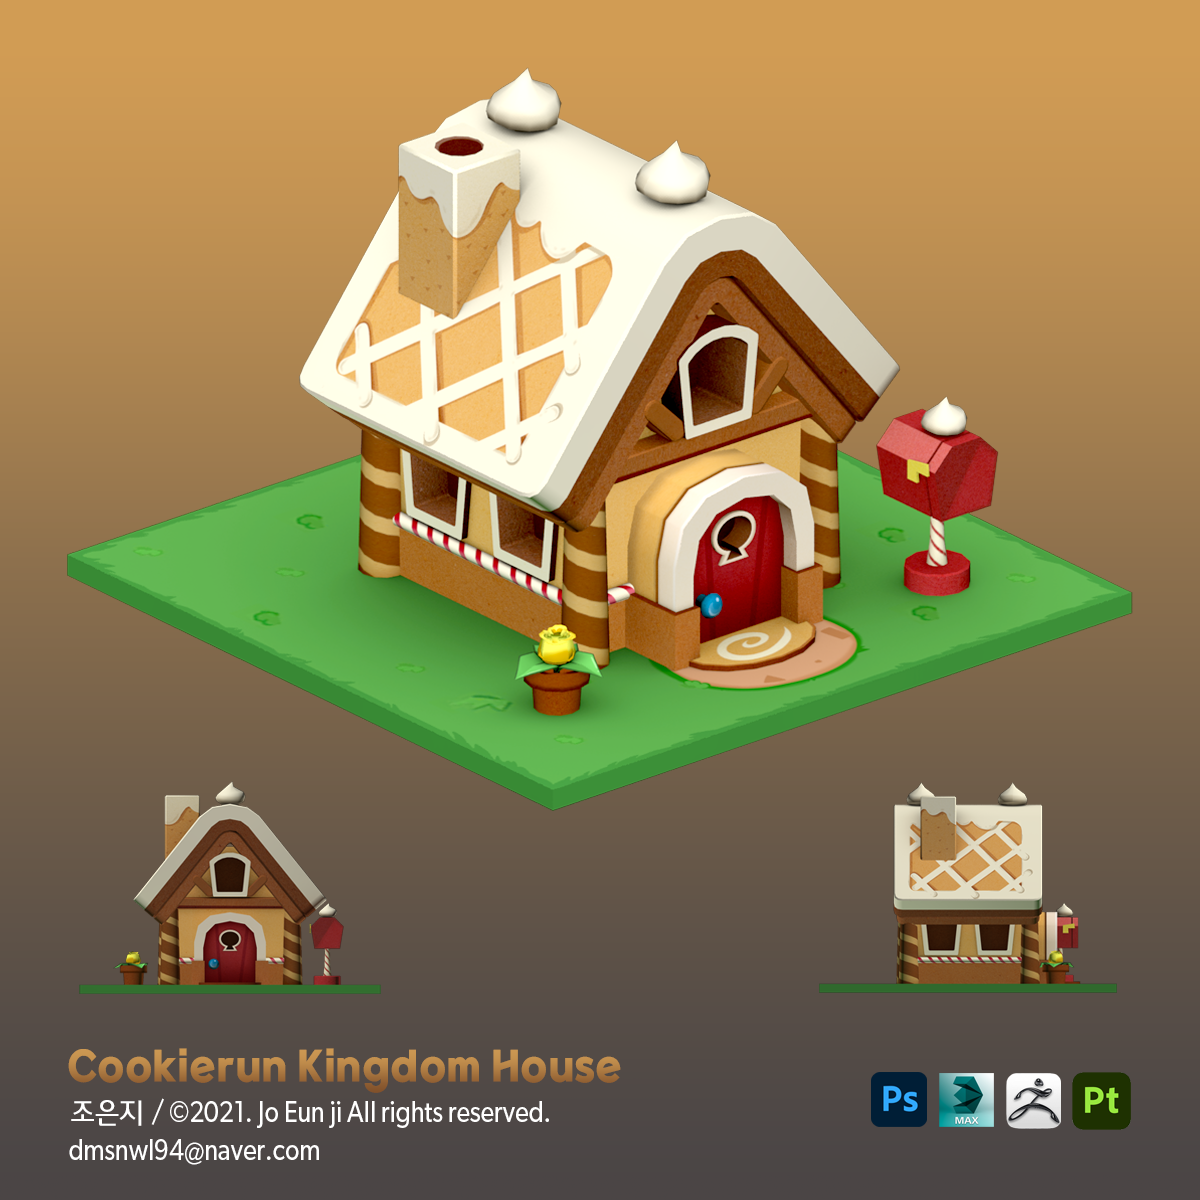 Cookierun Kingdom House
조은지 / ©2021. Jo Eun ji All rights reserved.
dmsnwl94@naver.com
Ps
MAX
Pt